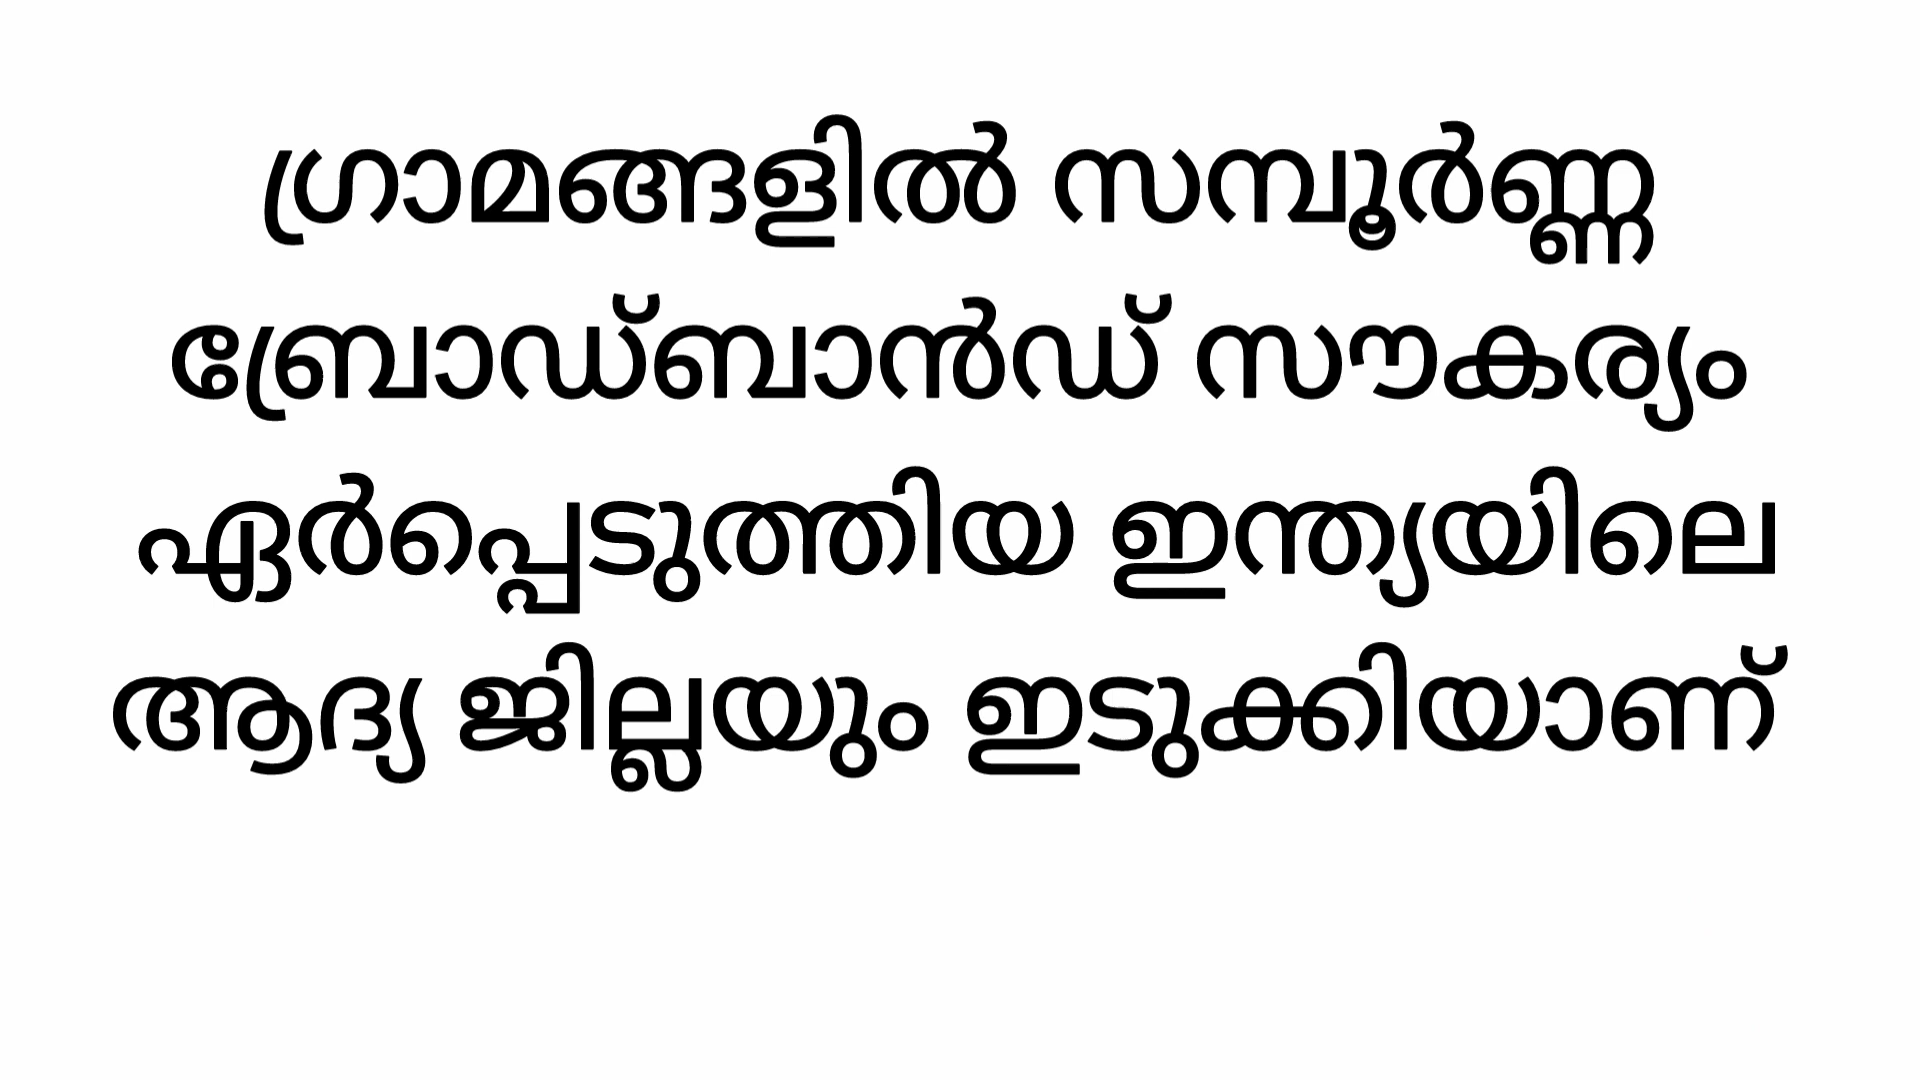 ഗ്രാമങ്ങളിൽ സമ്പൂർണ്ണ
ബ്രോഡ്ബാൻഡ് സൗകര്യം
ഏർപ്പെടുത്തിയ ഇന്ത്യയിലെ
ആദ്യ ജില്ലയും ഇടുക്കിയാണ്